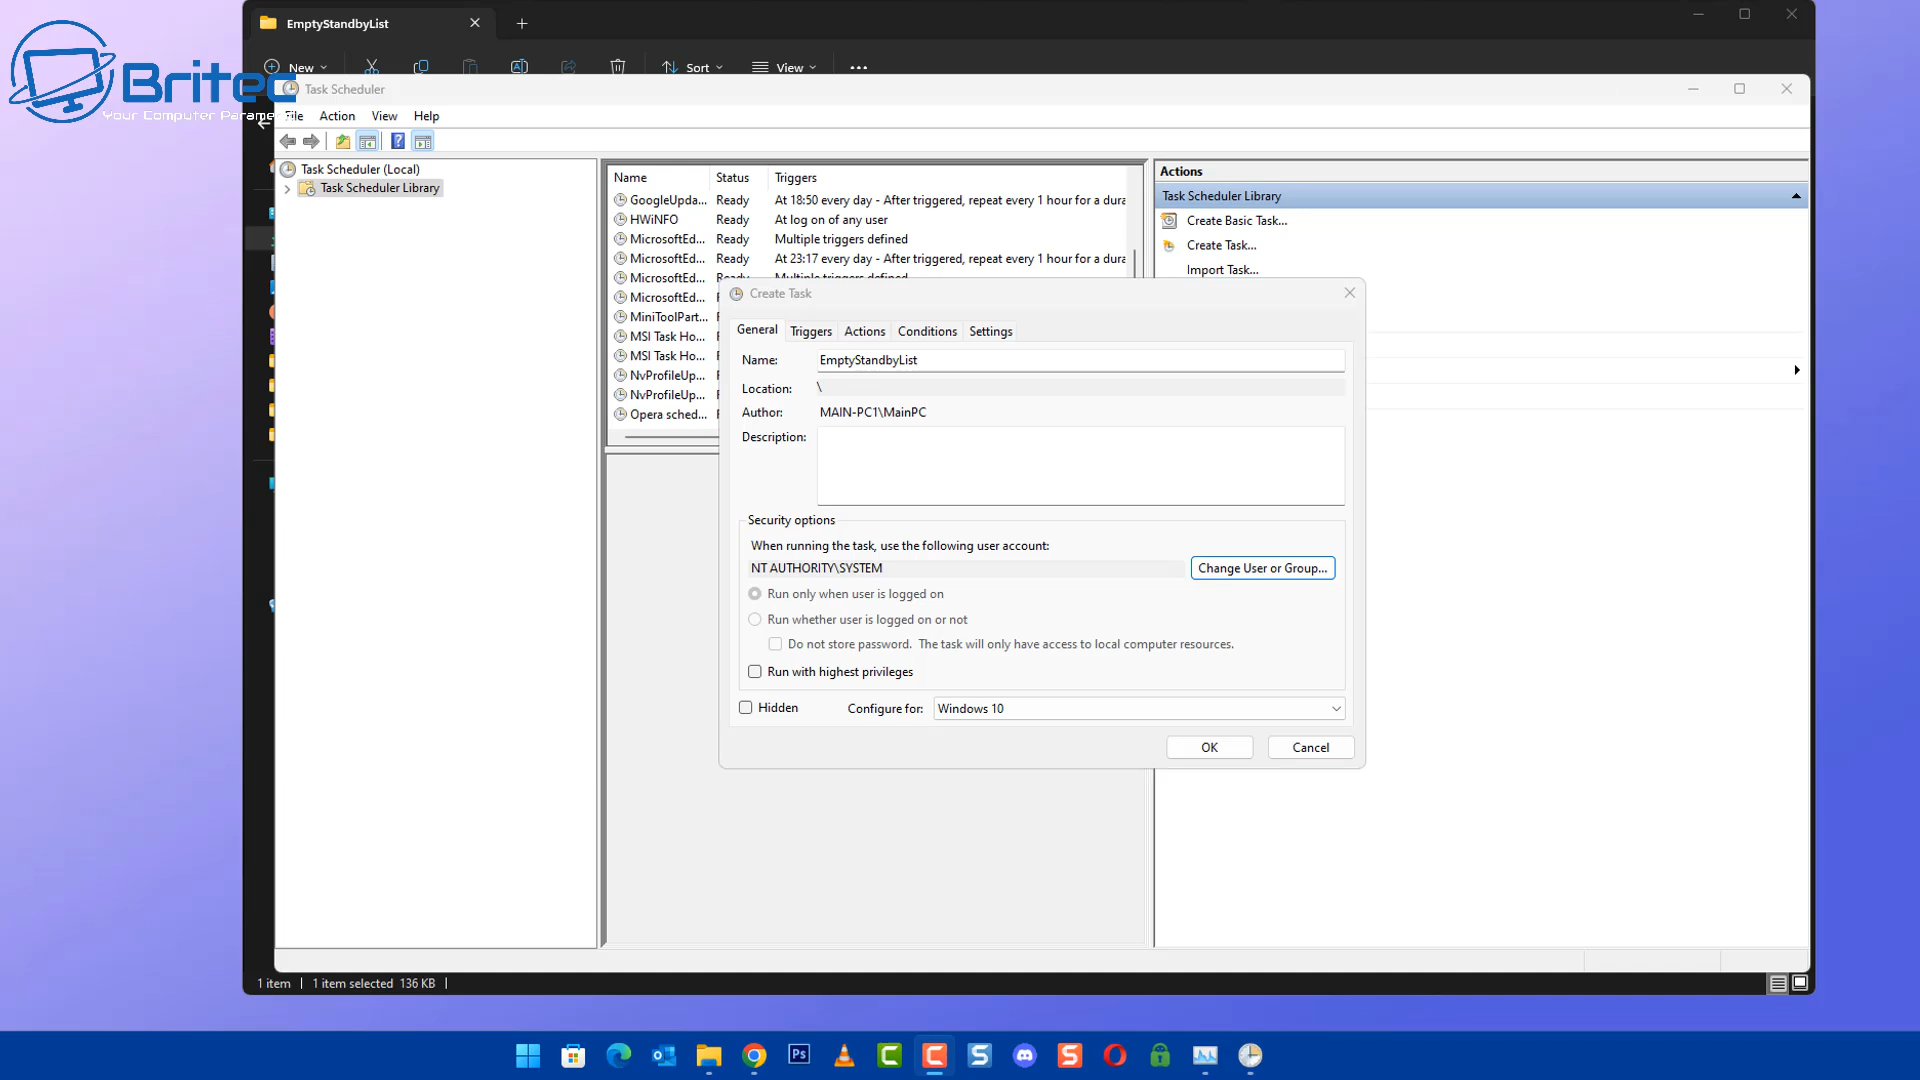 EmptyStandbyList
New
Sort
View
Britec
Your Computer Parame
Task Scheduler
File
Action
View
Help
Task Scheduler (Local)
Task Scheduler Library
Name
Status
Triggers
GoogleUpda...
Ready
At 18:50 every day - After triggered, repeat every 1 hour for a dura
HWiNFO
Ready
At log on of any user
MicrosoftEd...
Ready
Multiple triggers defined
MicrosoftEd...
Ready
At 23:17 every day - After triggered, repeat every 1 hour for a dura
MicrosoftEd...
Ready
Multiple triggers defined
MicrosoftEd...
MiniToolPart...
MSI Task Ho...
MSI Task Ho...
NvProfileUp...
NvProfileUp...
Opera sched...
Actions
Task Scheduler Library
Create Basic Task...
Create Task...
Import Task...
Create Task
General
Triggers
Actions
Conditions
Settings
Name:
EmptyStandbyList
Location:
\
Author:
MAIN-PC1\MainPC
Description:
Security options
When running the task, use the following user account:
NT AUTHORITY\SYSTEM
Change User or Group...
Run only when user is logged on
Run whether user is logged on or not
Do not store password. The task will only have access to local computer resources.
Run with highest privileges
Hidden
Configure for:
Windows 10
OK
Cancel
1 item
1 item selected 136 KB
Ps